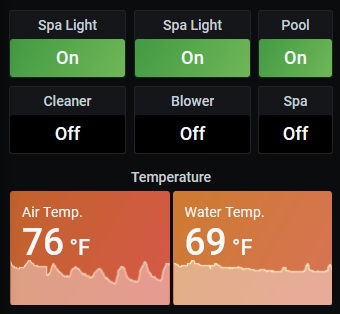 Spa Light
Spa Light
Pool
On
On
On
Cleaner
Blower
Spa
Off
Off
Off
Temperature
Air Temp.
Water Temp.
76 °F
69 °F